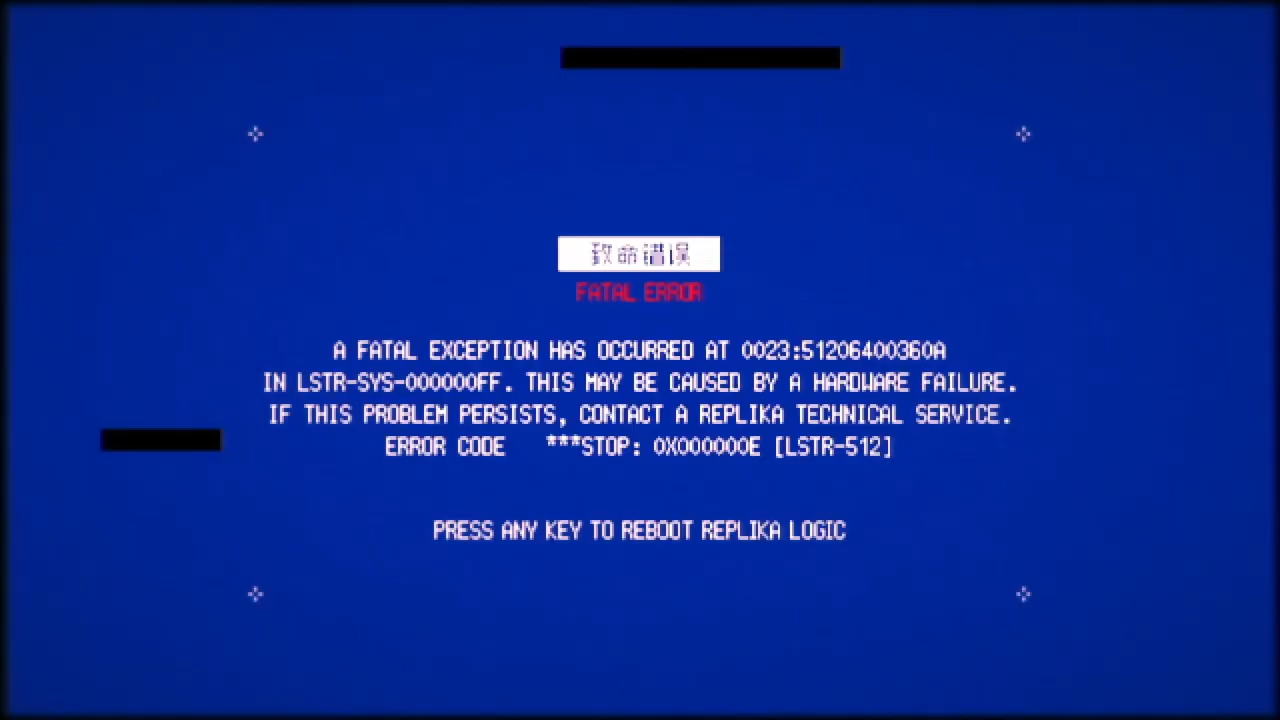 致命错误
FATAL ERROR
A FATAL EXCEPTION HAS OCCURRED AT 0023:51206400360A
IN LSTR-SYS-000000FF. THIS MAY BE CAUSED BY A HARDWARE FAILURE.
IF THIS PROBLEM PERSISTS, CONTACT A REPLIKA TECHNICAL SERVICE.
ERROR CODE ***STOP: 0X000000E [LSTR-512]
PRESS ANY KEY TO REBOOT REPLIKA LOGIC